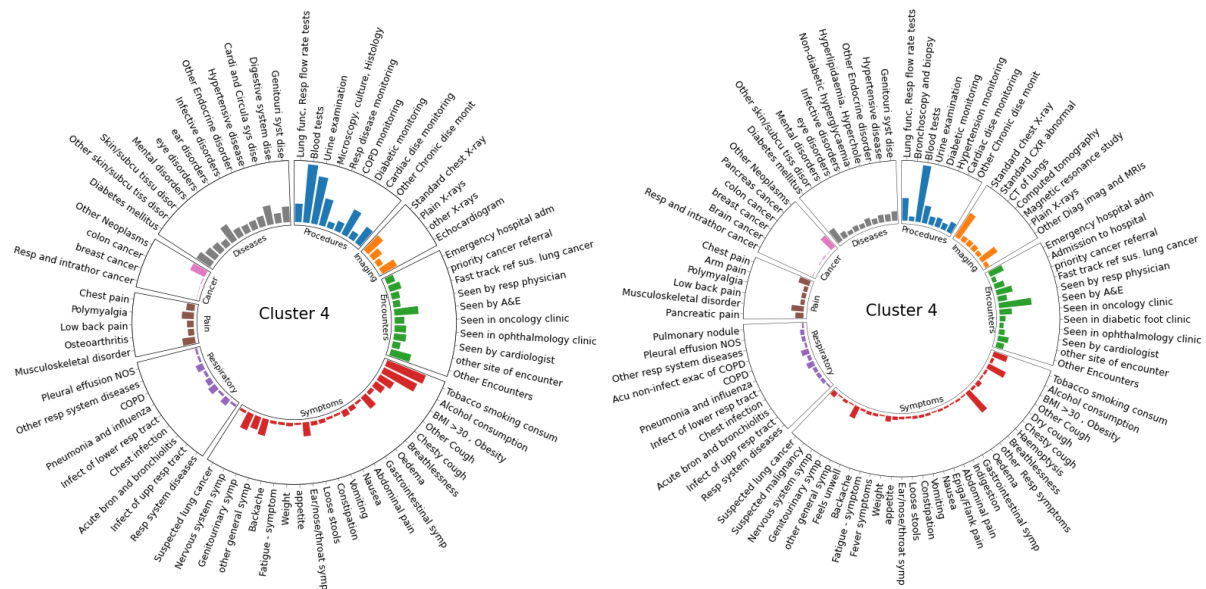 Cluster 4
Procedures
Lung func, Resp flow rate tests
Blood tests
Urine examination
Microscopy, culture, Histology
Resp disease monitoring
COPD monitoring
Diabetic monitoring
Cardiac dise monitoring
Other Chronic dise monit
Imaging
Standard chest X-ray
Plain X-rays
other X-rays
Echocardiogram
Encounters
Emergency hospital adm
priority cancer referral
Fast track ref sus. lung cancer
Seen by resp physician
Seen by A&E
Seen in oncology clinic
Seen in ophthalmology clinic
Seen by cardiologist
other site of encounter
Other Encounters
Symptoms
Tobacco smoking consum
Alcohol consumption
BMI >30 , Obesity
Other Cough
Chesty cough
Breathlessness
Oedema
Gastrointestinal symp
Abdominal pain
Nausea
Vomiting
Constipation
Loose stools
Ear/nose/throat symp
appetite
Weight
Fatigue - symptom
Backache
other general symp
Genitourinary symp
Nervous system symp
Suspected lung cancer
Respiratory
Resp system diseases
Infect of upp resp tract
Acute bron and bronchiolitis
Chest infection
Infect of lower resp tract
Pneumonia and influenza
COPD
Other resp system diseases
Pleural effusion NOS
Pain
Musculoskeletal disorder
Osteoarthritis
Low back pain
Polymyalgia
Chest pain
Cancer
Resp and intrathor cancer
breast cancer
colon cancer
Other Neoplasms
Diseases
Diabetes mellitus
Other skin/subcu tiss disor
Skin/subcu tissu disor
Mental disorders
eye disorders
ear disorders
Infective disorders
Other Endocrine disorder
Hypertensive disease
Cardi and Circula sys dise
Digestive system dise
Genitouri syst dise
Cluster 4
Procedures
Lung func, Resp flow rate tests
Bronchoscopy and biopsy
Blood tests
Urine examination
Diabetic monitoring
Hypertension monitoring
Cardiac dise monitoring
Other Chronic dise monit
Imaging
Standard chest X-ray
Standard CXR abnormal
CT of lungs
Computed tomography
Magnetic resonance study
Plain X-rays
Other Diag imag and MRIs
Encounters
Emergency hospital adm
Admission to hospital
priority cancer referral
Fast track ref sus. lung cancer
Seen by resp physician
Seen by A&E
Seen in oncology clinic
Seen in diabetic foot clinic
Seen in ophthalmology clinic
Seen by cardiologist
other site of encounter
Other Encounters
Symptoms
Tobacco smoking consum
Alcohol consumption
BMI >30 , Obesity
Other Cough
Dry cough
Chesty cough
Haemoptysis
Breathlessness
other  Resp symptoms
Oedema
Gastrointestinal symp
Indigestion
Abdominal pain
Epiga/Flank pain
Nausea
Vomiting
Constipation
Loose stools
Ear/nose/throat symp
appetite
Weight
Fever symptoms
Fatigue - symptom
Backache
Feels unwell
other general symp
Genitourinary symp
Nervous system symp
Suspected malignancy
Suspected lung cancer
Respiratory
Resp system diseases
Infect of upp resp tract
Acute bron and bronchiolitis
Chest infection
Infect of lower resp tract
Pneumonia and influenza
COPD
Acu non-infect exac of COPD
Other resp system diseases
Pleural effusion NOS
Pulmonary nodule
Pain
Pancreatic pain
Musculoskeletal disorder
Low back pain
Polymyalgia
Arm pain
Chest pain
Cancer
Resp and intrathor cancer
Brain cancer
breast cancer
colon cancer
Pancreas cancer
Other Neoplasms
Diseases
Diabetes mellitus
Other skin/subcu tiss disor
Mental disorders
eye disorders
Infective disorders
Non-diabetic hyperglycaemia
Hyperlipidaemia, Hyperchole
Other Endocrine disorder
Hypertensive disease
Genitouri syst dise